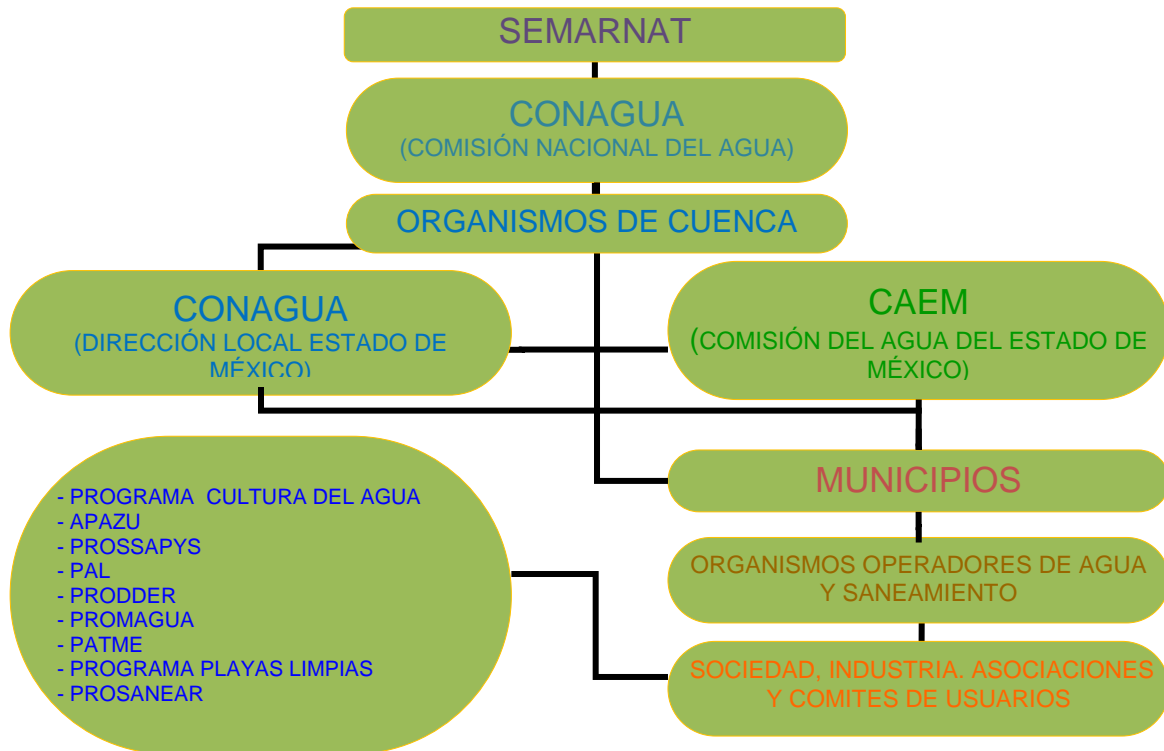 SEMARNAT
CONAGUA
(COMISIÓN NACIONAL DEL AGUA)
ORGANISMOS DE CUENCA
CONAGUA
(DIRECCIÓN LOCAL ESTADO DE
MÉXICO)
CAEM
(COMISIÓN DEL AGUA DEL ESTADO DE
MÉXICO)
MUNICIPIOS
- PROGRAMA CULTURA DEL AGUA
- APAZU
- PROSSAPYS
- PAL
- PRODDER
- PROMAGUA
- PATME
- PROGRAMA PLAYAS LIMPIAS
- PROSANEAR
ORGANISMOS OPERADORES DE AGUA
Y SANEAMIENTO
SOCIEDAD, INDUSTRIA. ASOCIACIONES
Y COMITES DE USUARIOS